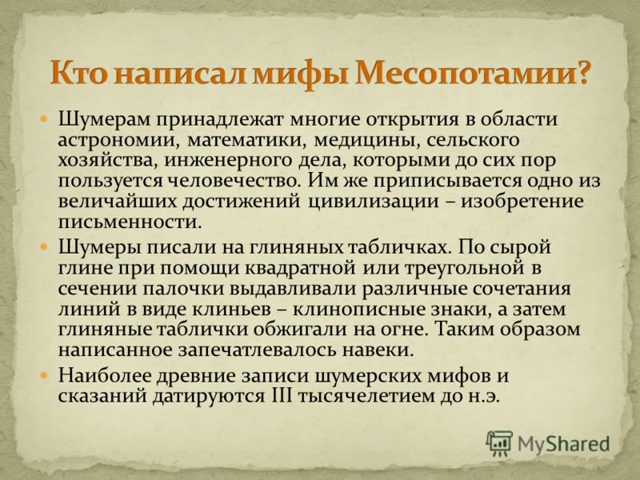 Кто написал мифы Месопотамии?
Шумерам принадлежат многие открытия в области
астрономии, математики, медицины, сельского
хозяйства, инженерного дела, которыми до сих пор
пользуется человечество. Им же приписывается одно из
величайших достижений цивилизации – изобретение
письменности.
Шумеры писали на глиняных табличках. По сырой
глине при помощи квадратной или треугольной в
сечении палочки выдавливали различные сочетания
линий в виде клиньев – клинописные знаки, а затем
глиняные таблички обжигали на огне. Таким образом
написанное запечатлевалось навеки.
Наиболее древние записи шумерских мифов и
сказаний датируются III тысячелетием до н.э.
MyShared